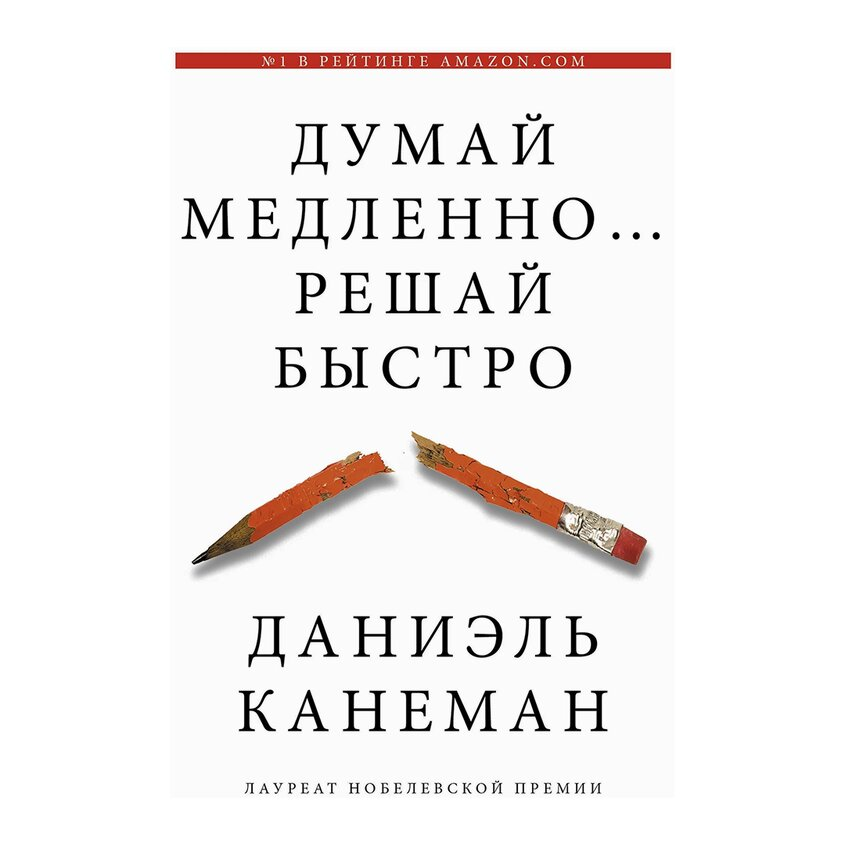 №1 В РЕЙТИНГЕ AMAZON.COM
ДУМАЙ
МЕДЛЕННО...
РЕШАЙ
БЫСТРО
ДАНИЭЛЬ
КАНЕМАН
ЛАУРЕАТ НОБЕЛЕВСКОЙ ПРЕМИИ